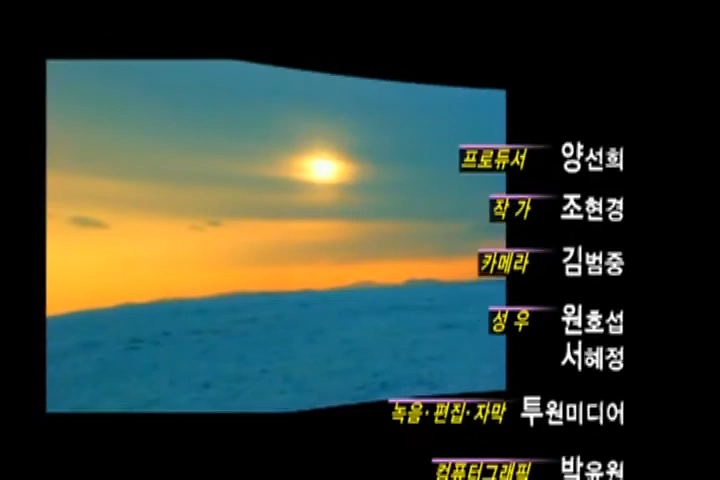 프로듀서 양선희
작 가 조현경
카메라 김범중
성 우 원호섭
서혜정
녹음·편집·자막 투원미디어
컴퓨터그래픽 박유원